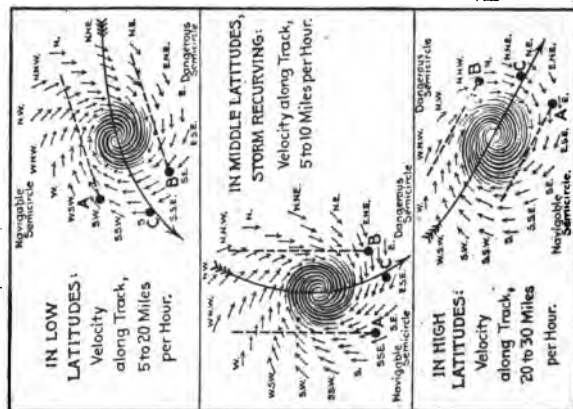 Navigable
Semicircle
N.W.
N.N.W.
N.
N.N.E.
N.E.
E.N.E.
Dangerous
Semicircle
E.
E.S.E.
S.E.
S.S.E.
S.
S.S.W.
S.W.
W.S.W.
W.
W.N.W.
A
B
C
IN LOW
LATITUDES:
Velocity
along Track,
5 to 20 Miles
per Hour.
IN MIDDLE LATITUDES,
STORM RECURVING:
Velocity along Track,
5 to 10 Miles per Hour.
N.W.
N.N.W.
N.
N.N.E.
N.E.
E.N.E.
Dangerous
Semicircle
E.
E.S.E.
S.E.
S.S.E.
S.
S.W.
W.S.W.
W.
W.N.W.
Navigable
Semicircle
B
C
Dangerous
Semicircle
W.N.W.
N.N.W.
N.
N.N.E.
N.E.
E.N.E.
E.
S.E.
S.S.E.
S.
S.S.W.
S.W.
W.S.W.
W.
Navigable
Semicircle
A
B
C
IN HIGH
LATITUDES:
Velocity
along Track,
20 to 30 Miles
per Hour.